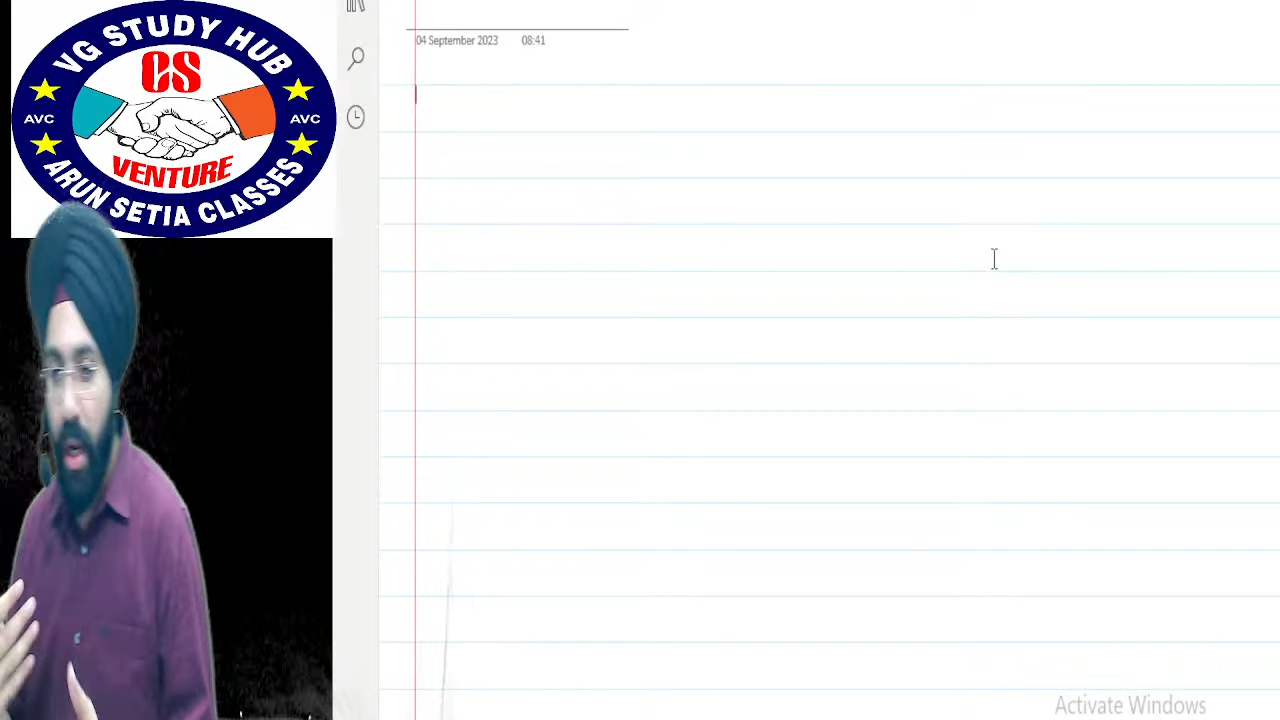 VG STUDY HUB
CS
AVC AVC
VENTURE
ARUN SETIA CLASSES
04 September 2023 08:41
Activate Windows